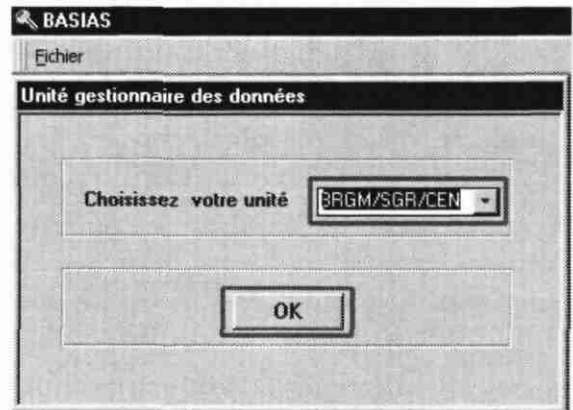 BASIAS
Fichier
Unité gestionnaire des données
Choisissez votre unité BRGM/SGR/CEN
OK